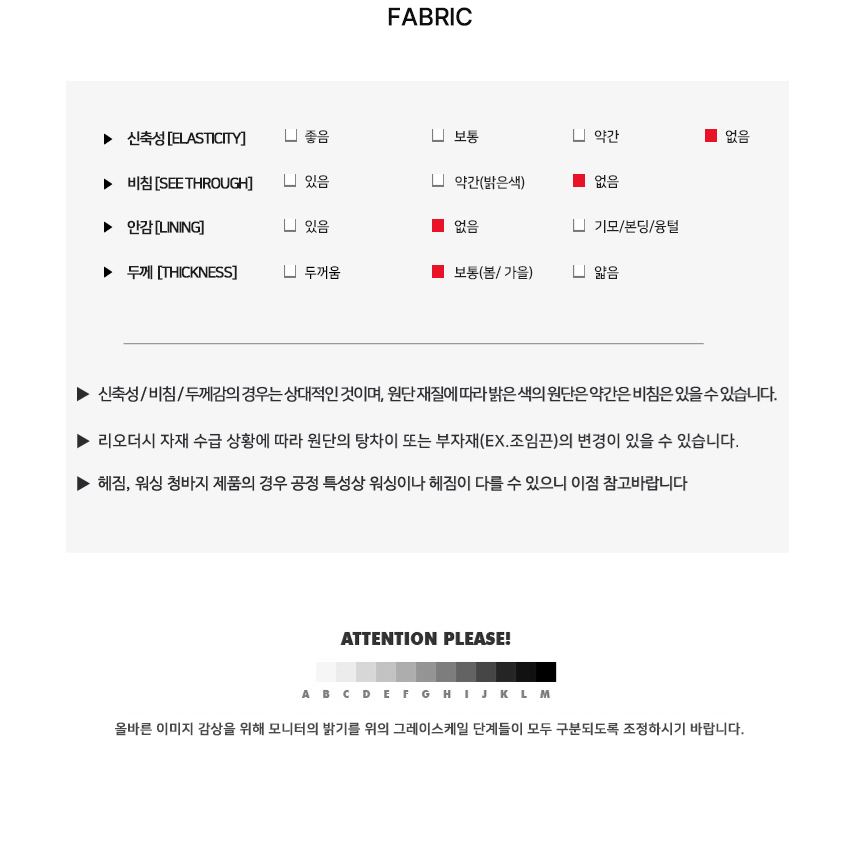 FABRIC
▶ 신축성 [ELASTICITY] □ 좋음 □ 보통 □ 약간 ■ 없음
▶ 비침 [SEE THROUGH] □ 있음 □ 약간(밝은색) ■ 없음
▶ 안감 [LINING] □ 있음 ■ 없음 □ 기모/본딩/융털
▶ 두께 [THICKNESS] □ 두꺼움 ■ 보통(봄/ 가을) □ 얇음
▶ 신축성 / 비침 / 두께감의 경우는 상대적인 것이며, 원단 재질에 따라 밝은 색의 원단은 약간은 비침은 있을 수 있습니다.
▶ 리오더시 자재 수급 상황에 따라 원단의 탕차이 또는 부자재(EX.조임끈)의 변경이 있을 수 있습니다.
▶ 헤짐, 워싱 청바지 제품의 경우 공정 특성상 워싱이나 헤짐이 다를 수 있으니 이점 참고바랍니다
ATTENTION PLEASE!
A B C D E F G H I J K L M
올바른 이미지 감상을 위해 모니터의 밝기를 위의 그레이스케일 단계들이 모두 구분되도록 조정하시기 바랍니다.